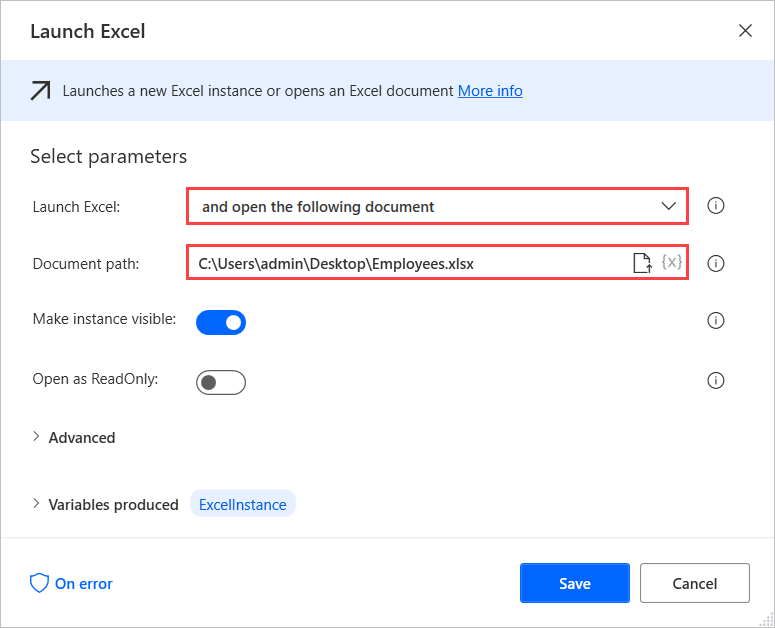 Launch Excel
Launches a new Excel instance or opens an Excel document More info
Select parameters
Launch Excel: and open the following document
Document path: C:\Users\admin\Desktop\Employees.xlsx {x}
Make instance visible:
Open as ReadOnly:
Advanced
Variables produced ExcelInstance
On error Save Cancel